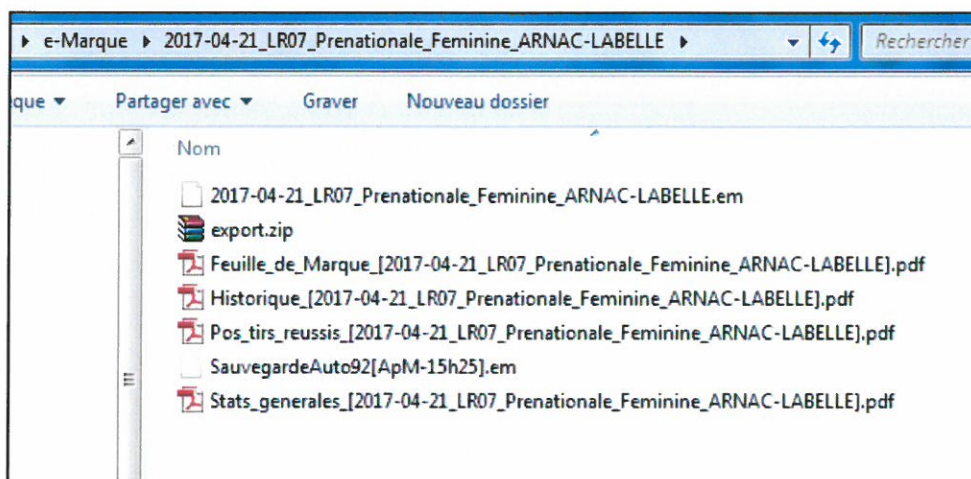 e-Marque 2017-04-21_LR07_Prenationale_Feminine_ARNAC-LABELLE Rechercher
que Partager avec Graver Nouveau dossier
Nom
2017-04-21_LR07_Prenationale_Feminine_ARNAC-LABELLE.em
export.zip
Feuille_de_Marque_[2017-04-21_LR07_Prenationale_Feminine_ARNAC-LABELLE].pdf
Historique_[2017-04-21_LR07_Prenationale_Feminine_ARNAC-LABELLE].pdf
Pos_tirs_reussis_[2017-04-21_LR07_Prenationale_Feminine_ARNAC-LABELLE].pdf
SauvegardeAuto92[ApM-15h25].em
Stats_generales_[2017-04-21_LR07_Prenationale_Feminine_ARNAC-LABELLE].pdf